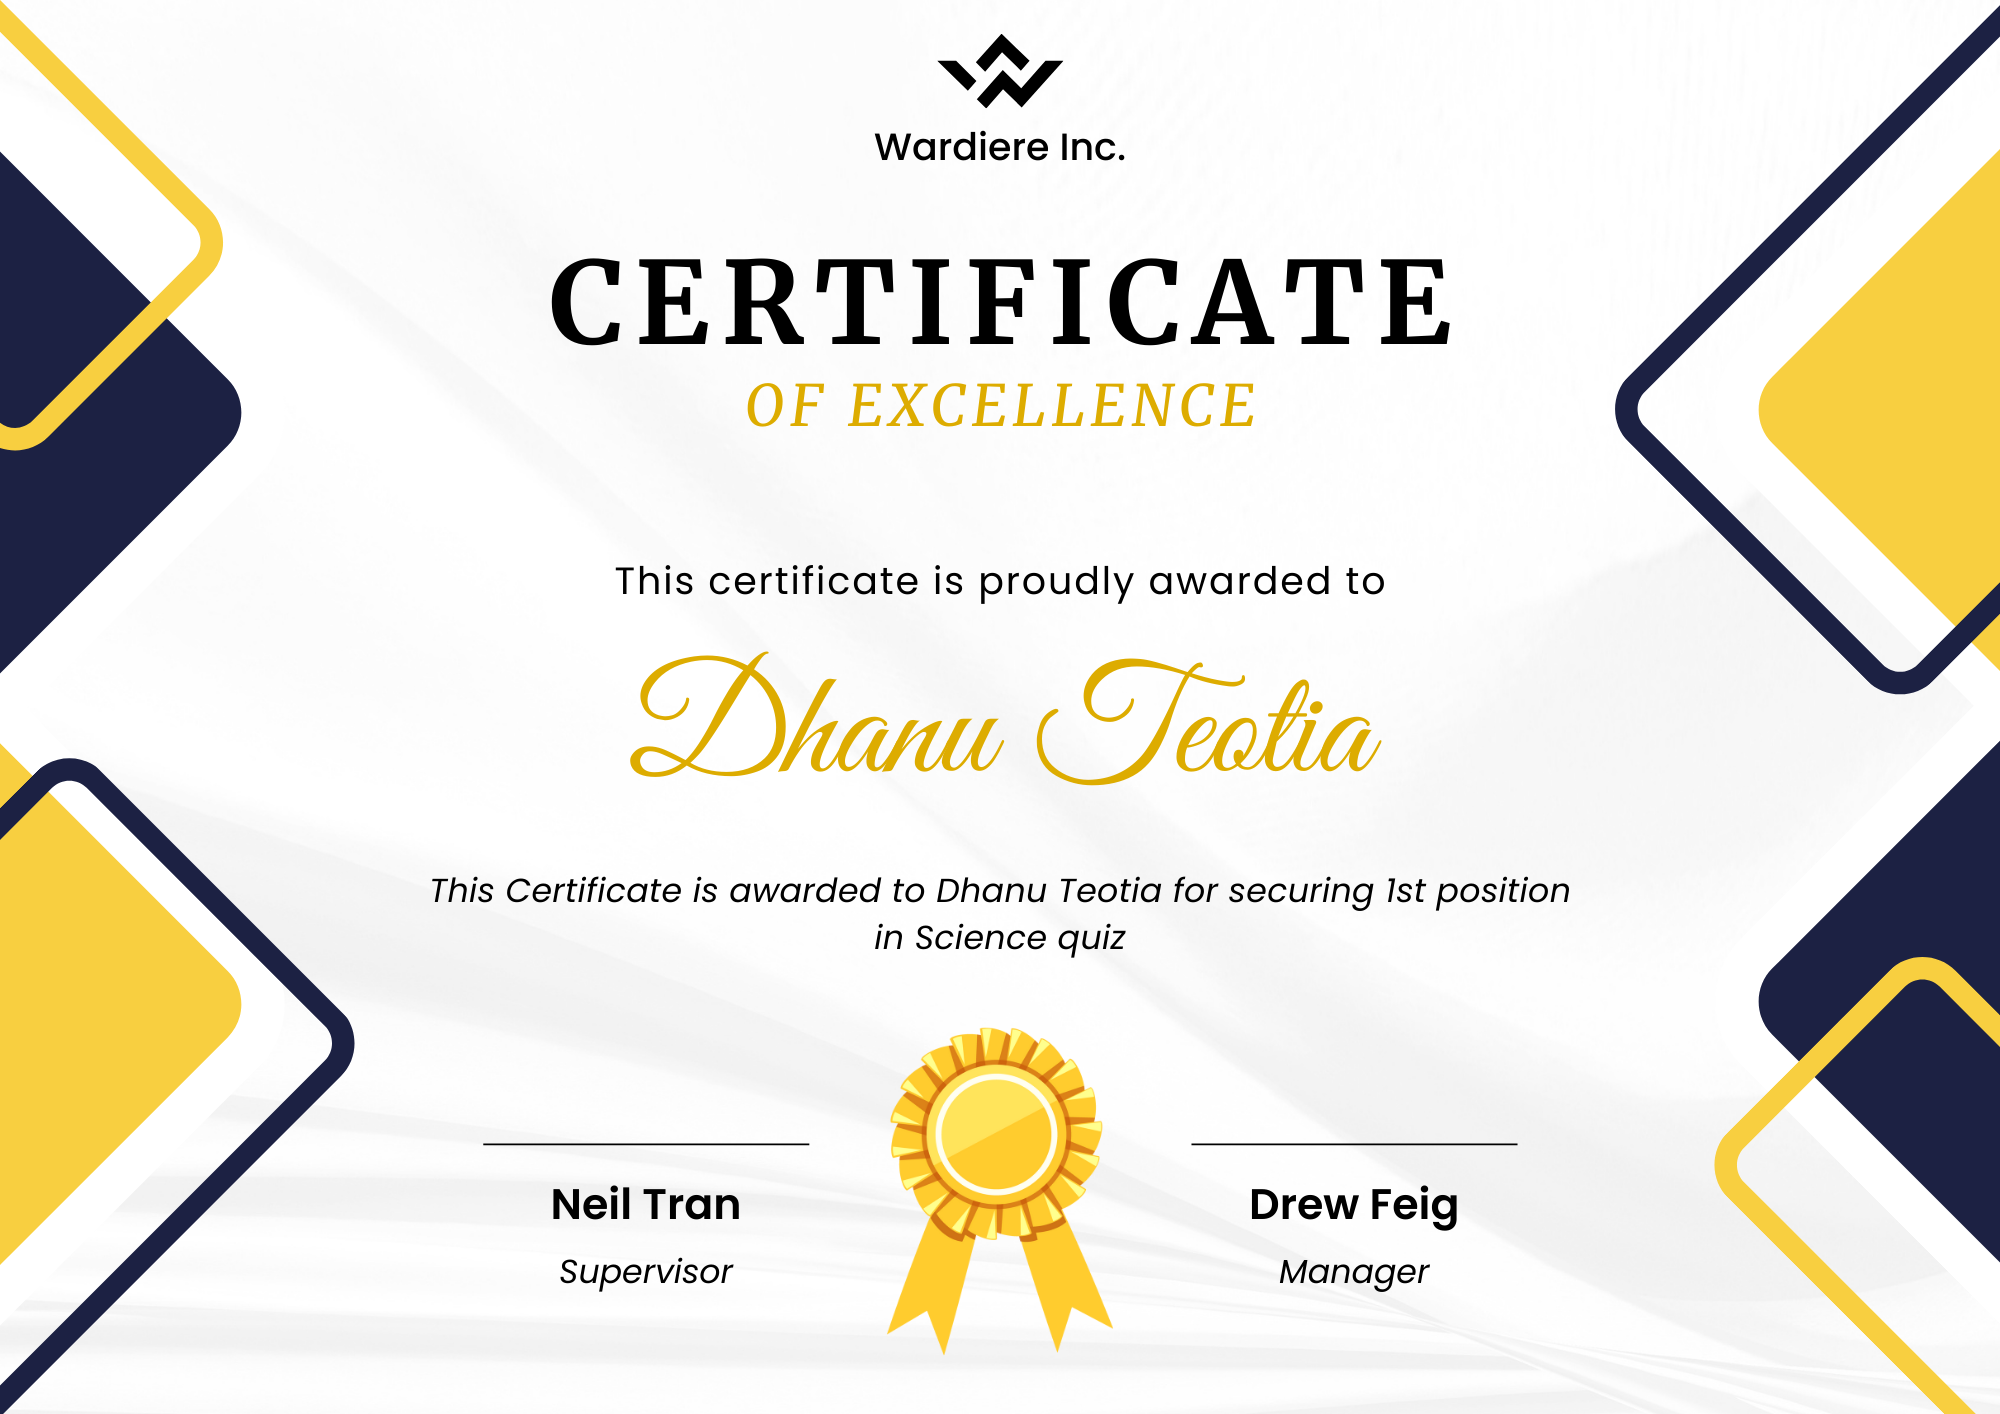 Wardiere Inc.
CERTIFICATE
OF EXCELLENCE
This certificate is proudly awarded to
Dhanu Teotia
This Certificate is awarded to Dhanu Teotia for securing 1st position
in Science quiz
Neil Tran
Supervisor
Drew Feig
Manager